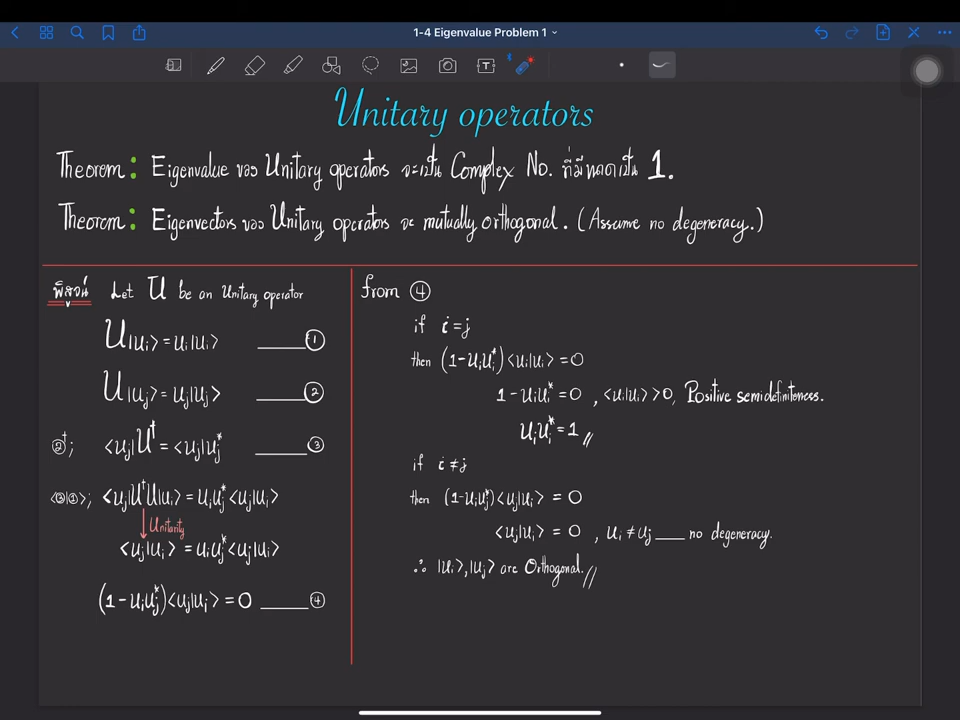 1-4 Eigenvalue Problem 1
Unitary operators
Theorem: Eigenvalue ของ Unitary operators จะเป็น Complex No. ที่มีขนาดเป็น 1.
Theorem: Eigenvectors ของ Unitary operators จะ mutually orthogonal. (Assume no degeneracy.)
พิสูจน์ Let U be an Unitary operator
U|uᵢ> = uᵢ|uᵢ> ______①
U|uⱼ> = uⱼ|uⱼ> ______②
②†; <uⱼ|U† = <uⱼ|uⱼ* ______③
<③|①>; <uⱼ|U†U|uᵢ> = uᵢuⱼ*<uⱼ|uᵢ>
Unitarity
<uⱼ|uᵢ> = uᵢuⱼ*<uⱼ|uᵢ>
(1-uᵢuⱼ*)<uⱼ|uᵢ> = 0 ______④
from ④
if i = j
then (1-uᵢuᵢ*)<uᵢ|uᵢ> = 0
1-uᵢuᵢ* = 0 , <uᵢ|uᵢ> > 0, Positive semidefiniteness.
uᵢuᵢ* = 1 //
if i ≠ j
then (1-uᵢuⱼ*)<uⱼ|uᵢ> = 0
<uⱼ|uᵢ> = 0 , uᵢ ≠ uⱼ ____ no degeneracy.
∴ |uᵢ>, |uⱼ> are Orthogonal. //